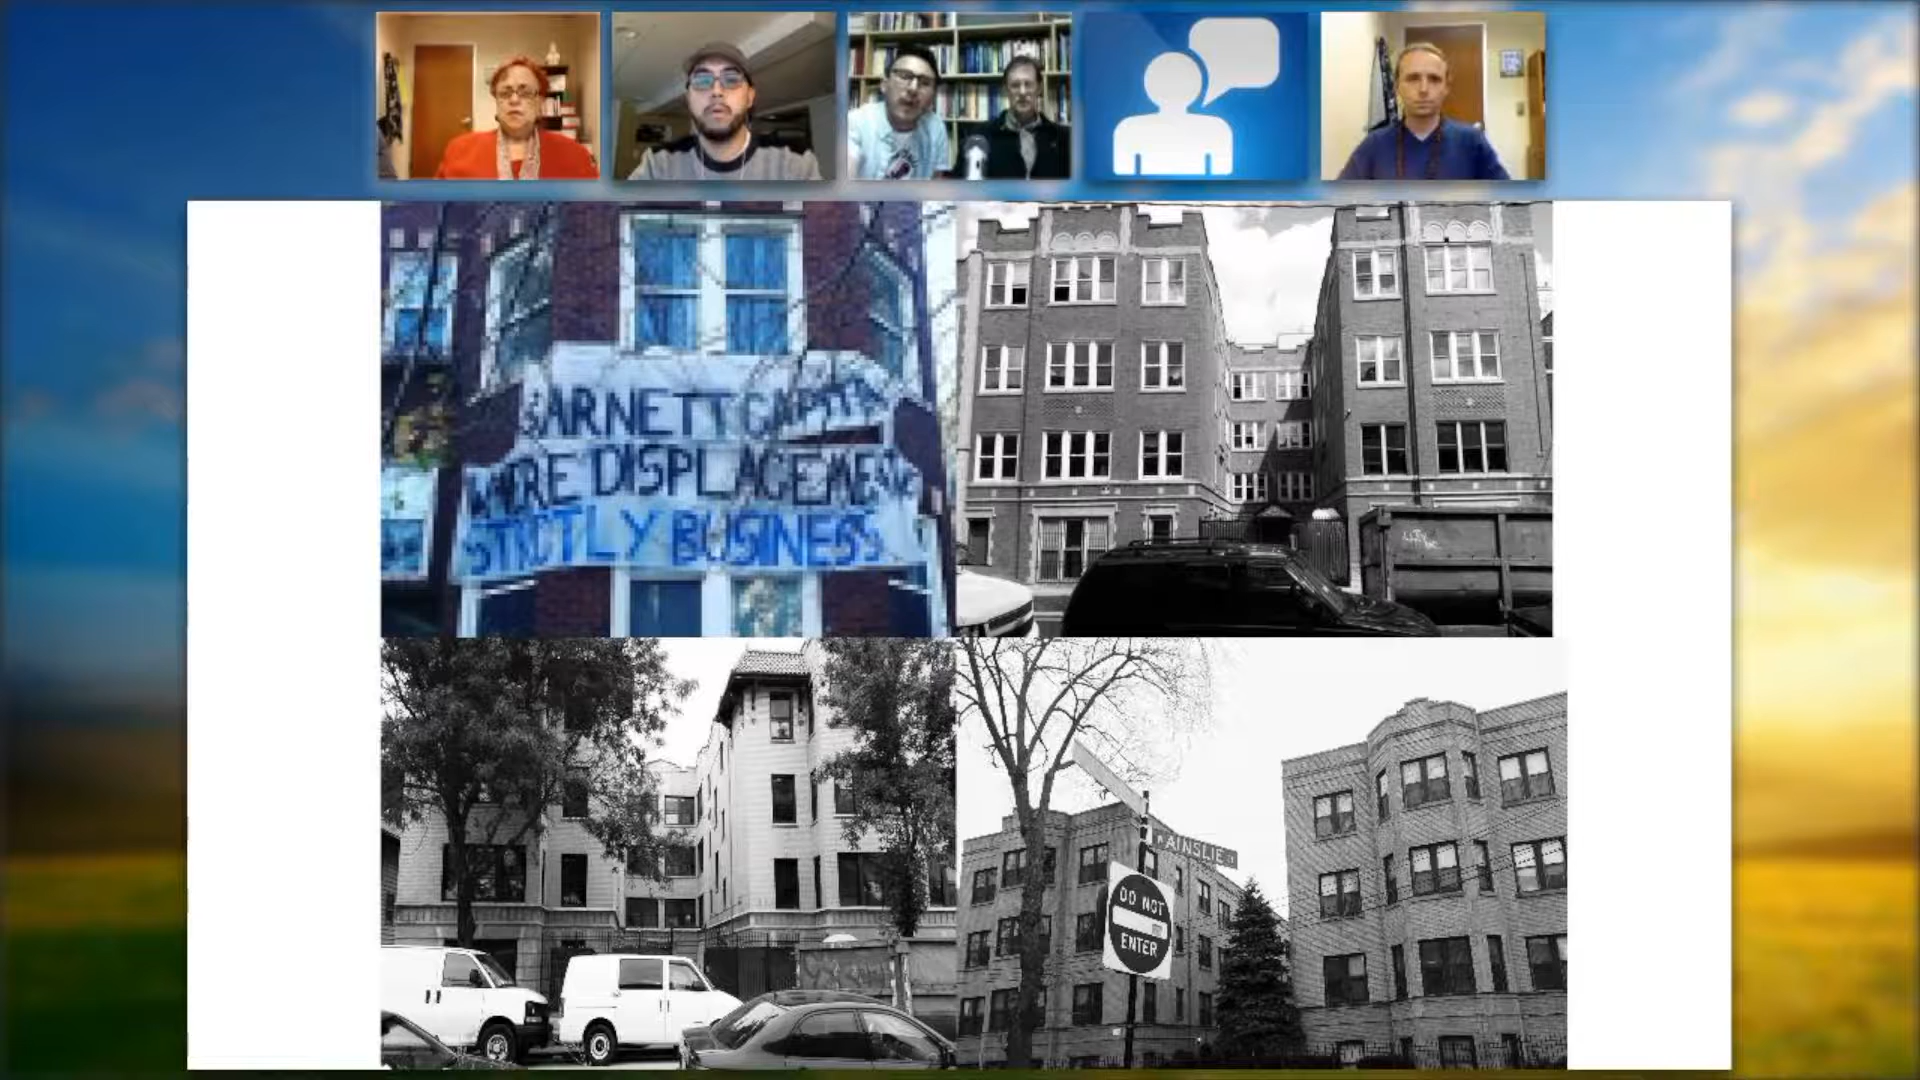 BARNETT CAPITAL
WHERE DISPLACEMENT
STRICTLY BUSINESS
AINSLIE
DO NOT
ENTER